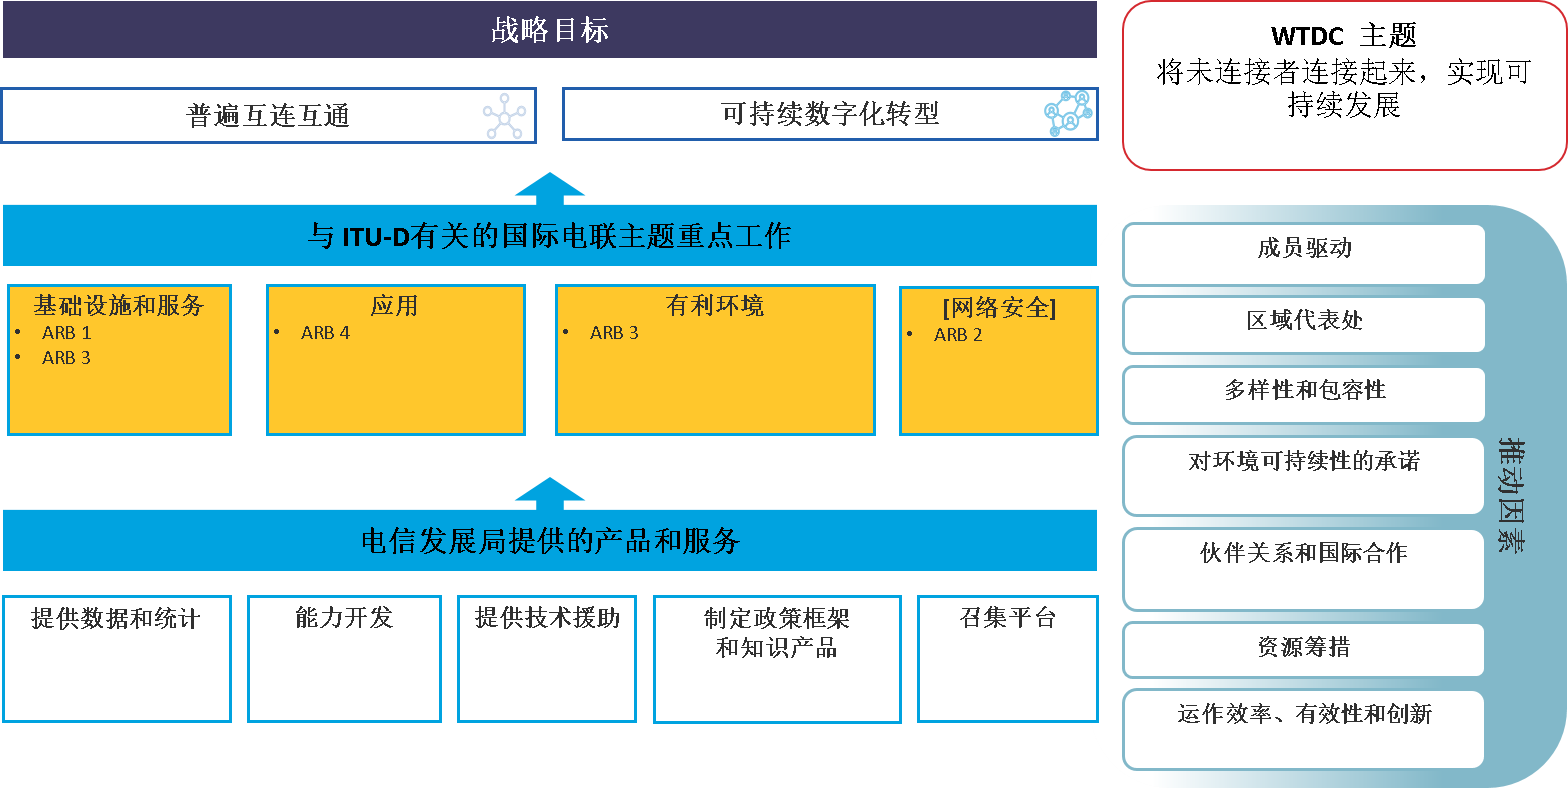 战略目标
普遍互连互通
可持续数字化转型
与 ITU-D有关的国际电联主题重点工作
基础设施和服务
• ARB 1
• ARB 3
应用
• ARB 4
有利环境
• ARB 3
[网络安全]
• ARB 2
电信发展局提供的产品和服务
提供数据和统计
能力开发
提供技术援助
制定政策框架
和知识产品
召集平台
WTDC 主题
将未连接者连接起来，实现可
持续发展
成员驱动
区域代表处
多样性和包容性
对环境可持续性的承诺
伙伴关系和国际合作
资源筹措
运作效率、有效性和创新
推动因素